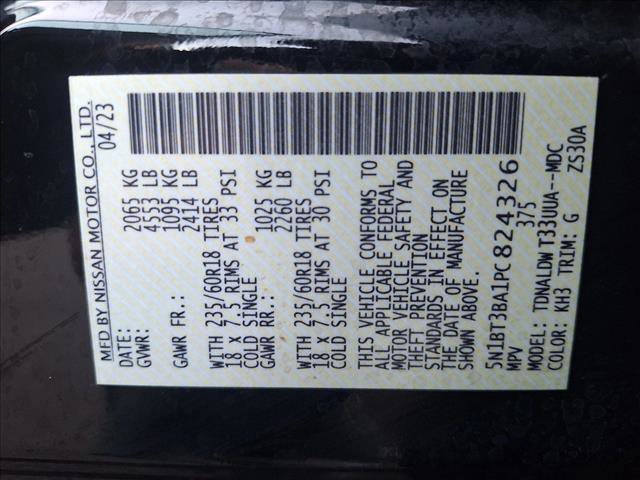 MFD BY NISSAN MOTOR CO., LTD.
DATE: 04/23
GVWR: 2065 KG
4553 LB
GAWR FR.: 1095 KG
2414 LB
WITH 235/60R18 TIRES
18 x 7.5 RIMS AT 33 PSI
COLD SINGLE
GAWR RR.: 1025 KG
2260 LB
WITH 235/60R18 TIRES
18 x 7.5 RIMS AT 30 PSI
COLD SINGLE
THIS VEHICLE CONFORMS TO
ALL APPLICABLE FEDERAL
MOTOR VEHICLE SAFETY AND
THEFT PREVENTION
STANDARDS IN EFFECT ON
THE DATE OF MANUFACTURE
SHOWN ABOVE.
5N1BT3BA1PC824326
MPV 375
MODEL: TDNALDW T33UUA--MDC
COLOR: KH3 TRIM: G ZS30A